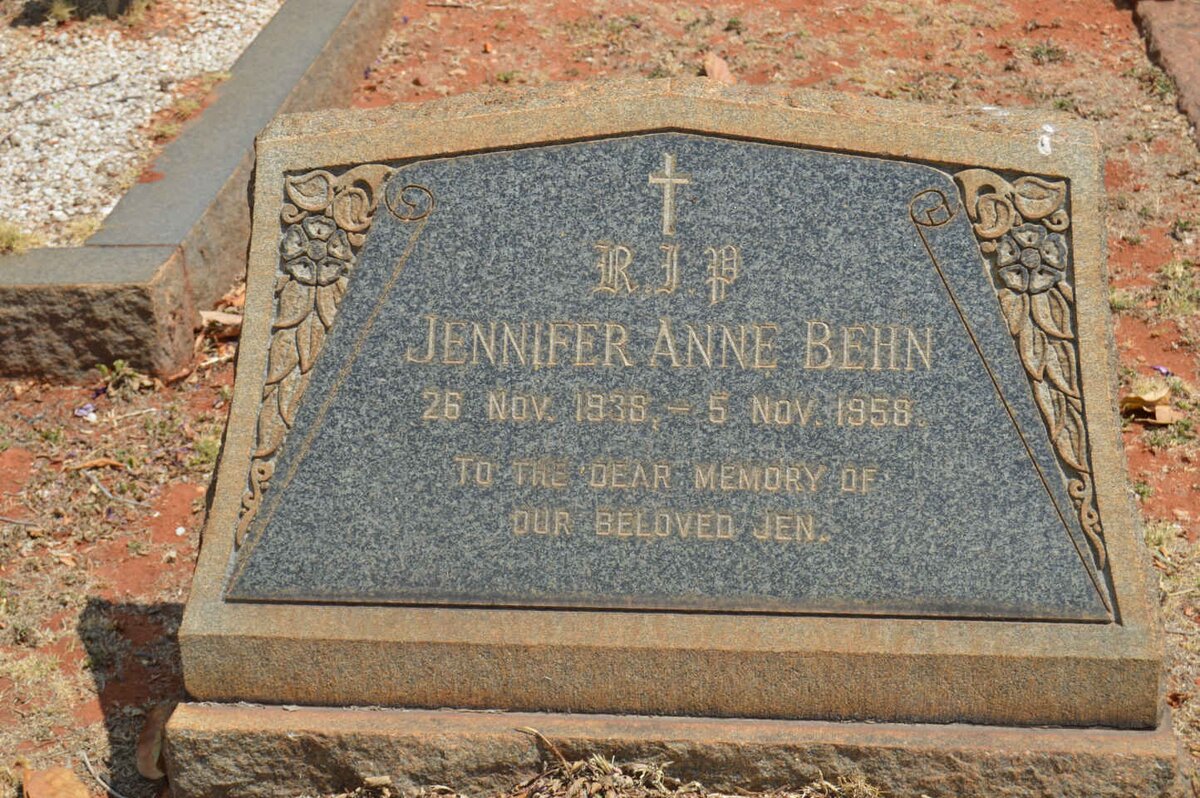 R.I.P
JENNIFER ANNE BEHN
26 NOV. 1938, – 5 NOV. 1958.
TO THE DEAR MEMORY OF
OUR BELOVED JEN.